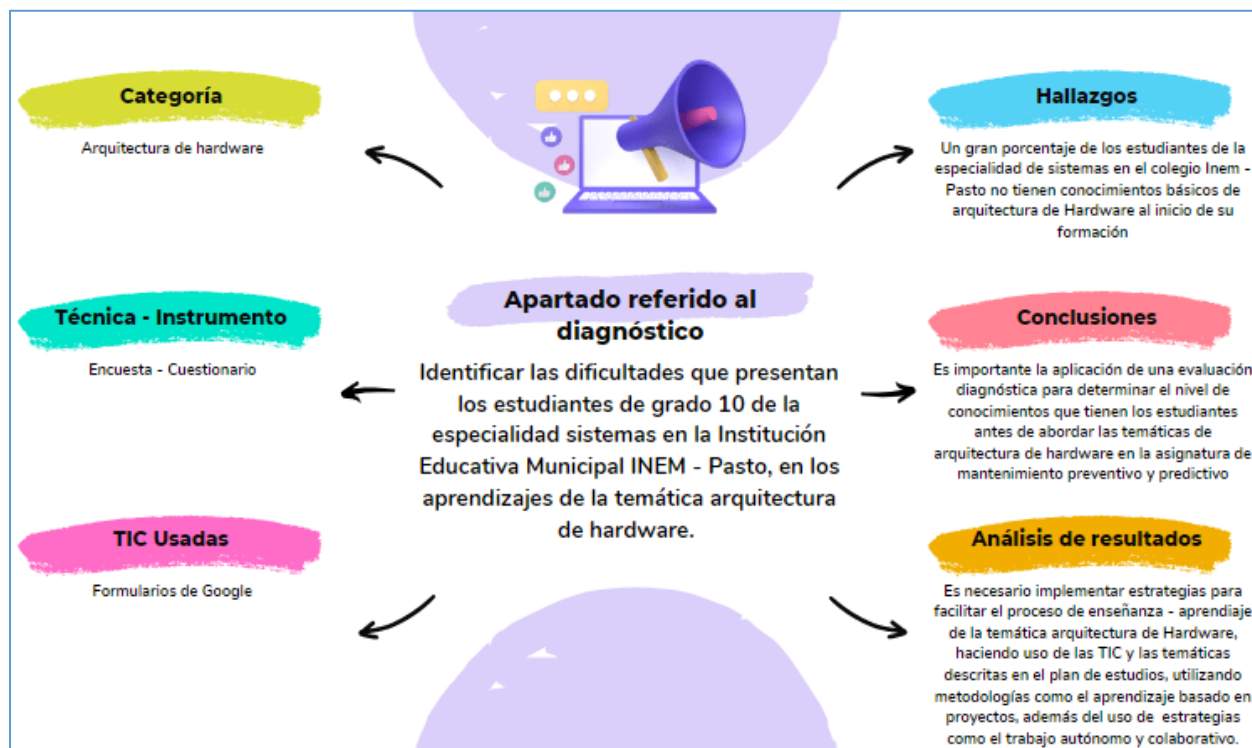 Categoría
Arquitectura de hardware
Técnica - Instrumento
Encuesta - Cuestionario
TIC Usadas
Formularios de Google
Apartado referido al
diagnóstico
Identificar las dificultades que presentan
los estudiantes de grado 10 de la
especialidad sistemas en la Institución
Educativa Municipal INEM - Pasto, en los
aprendizajes de la temática arquitectura
de hardware.
Hallazgos
Un gran porcentaje de los estudiantes de la
especialidad de sistemas en el colegio Inem -
Pasto no tienen conocimientos básicos de
arquitectura de Hardware al inicio de su
formación
Conclusiones
Es importante la aplicación de una evaluación
diagnóstica para determinar el nivel de
conocimientos que tienen los estudiantes
antes de abordar las temáticas de
arquitectura de hardware en la asignatura de
mantenimiento preventivo y predictivo
Análisis de resultados
Es necesario implementar estrategias para
facilitar el proceso de enseñanza - aprendiaje
de la temática arquitectura de Hardware,
haciendo uso de las TIC y las temáticas
descritas en el plan de estudios, utilizando
metodologías como el aprendizaje basado en
proyectos, además del uso de estrategias
como el trabajo autónomo y colaborativo.